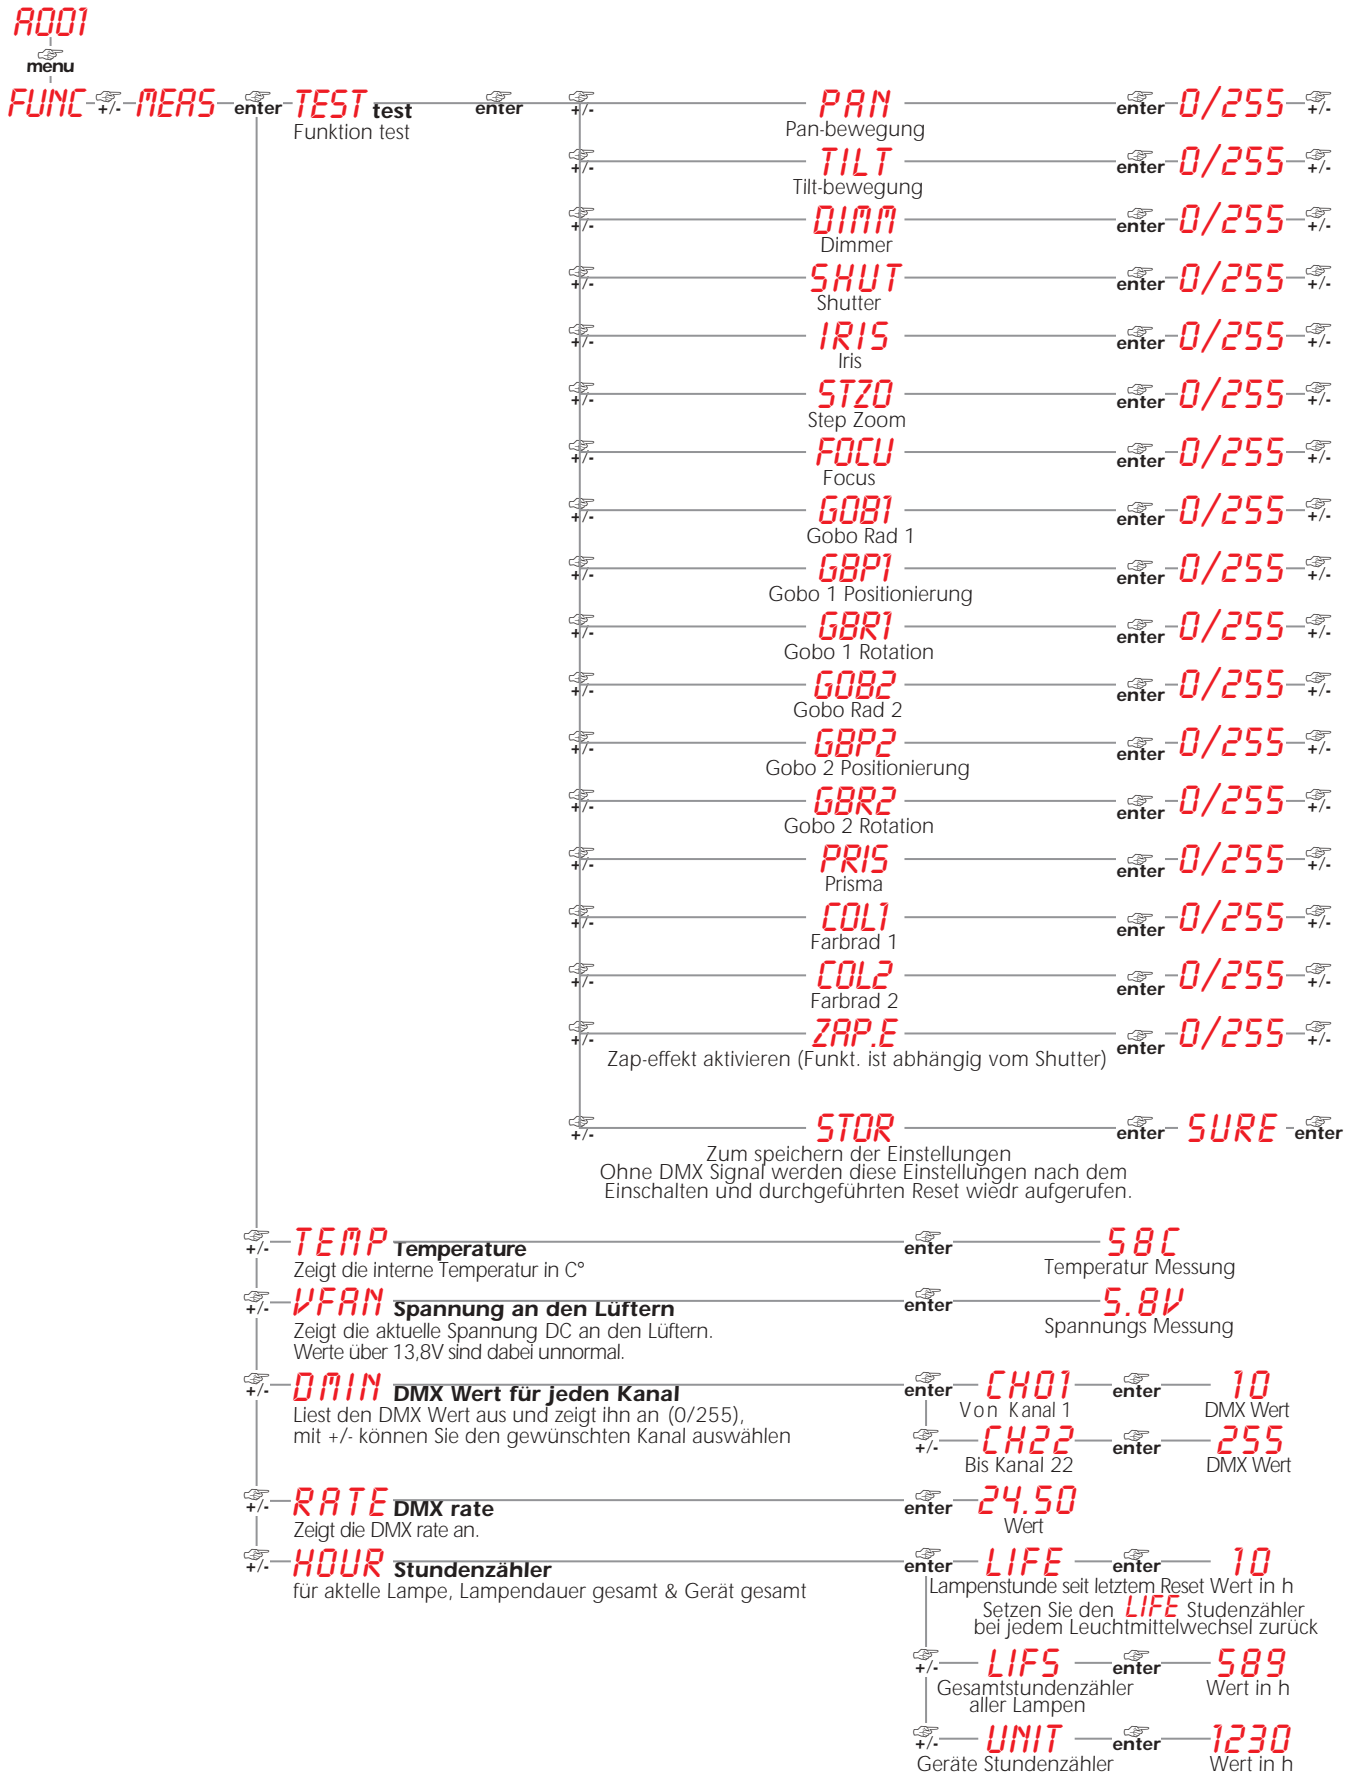 A001
menu
FUNC +/- MEAS enter TEST test enter +/- PAN enter 0/255 +/-
Funktion test
Pan-bewegung
+/- TILT enter 0/255 +/-
Tilt-bewegung
+/- DIMM enter 0/255 +/-
Dimmer
+/- SHUT enter 0/255 +/-
Shutter
+/- IRIS enter 0/255 +/-
Iris
+/- STZO enter 0/255 +/-
Step Zoom
+/- FOCU enter 0/255 +/-
Focus
+/- GOB1 enter 0/255 +/-
Gobo Rad 1
+/- GBP1 enter 0/255 +/-
Gobo 1 Positionierung
+/- GBR1 enter 0/255 +/-
Gobo 1 Rotation
+/- GOB2 enter 0/255 +/-
Gobo Rad 2
+/- GBP2 enter 0/255 +/-
Gobo 2 Positionierung
+/- GBR2 enter 0/255 +/-
Gobo 2 Rotation
+/- PRIS enter 0/255 +/-
Prisma
+/- COL1 enter 0/255 +/-
Farbrad 1
+/- COL2 enter 0/255 +/-
Farbrad 2
+/- ZAP.E enter 0/255 +/-
Zap-effekt aktivieren (Funkt. ist abhängig vom Shutter)
+/- STOR enter SURE enter
Zum speichern der Einstellungen
Ohne DMX Signal werden diese Einstellungen nach dem
Einschalten und durchgeführten Reset wiedr aufgerufen.
+/- TEMP Temperature enter 58C
Zeigt die interne Temperatur in C°
Temperatur Messung
+/- VFAN Spannung an den Lüftern enter 5.8V
Zeigt die aktuelle Spannung DC an den Lüftern.
Spannungs Messung
Werte über 13,8V sind dabei unnormal.
+/- DMIN DMX Wert für jeden Kanal enter CH01 enter 10
Liest den DMX Wert aus und zeigt ihn an (0/255),
Von Kanal 1 DMX Wert
mit +/- können Sie den gewünschten Kanal auswählen
+/- CH22 enter 255
Bis Kanal 22 DMX Wert
+/- RATE DMX rate enter 24.50
Zeigt die DMX rate an.
Wert
+/- HOUR Stundenzähler enter LIFE enter 10
für aktelle Lampe, Lampendauer gesamt & Gerät gesamt
Lampenstunde seit letztem Reset Wert in h
Setzen Sie den LIFE Studenzähler
bei jedem Leuchtmittelwechsel zurück
+/- LIFS enter 589
Gesamtstundenzähler Wert in h
aller Lampen
+/- UNIT enter 1230
Geräte Stundenzähler Wert in h